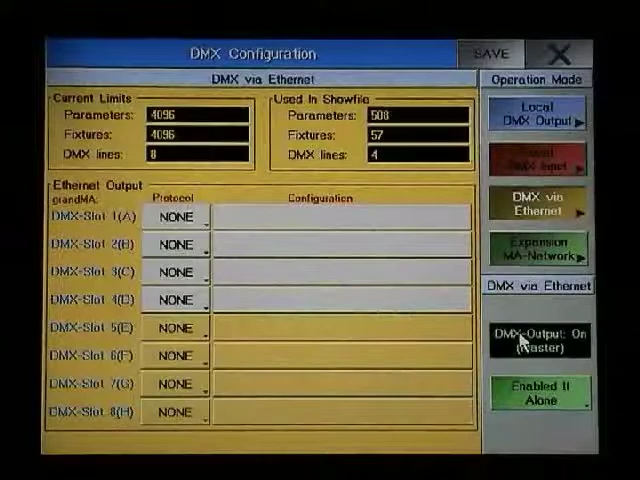 DMX Configuration
SAVE
DMX via Ethernet
Operation Mode
Current Limits
Parameters: 4096
Fixtures: 4096
DMX lines: 8
Used In Showfile
Parameters: 508
Fixtures: 57
DMX lines: 4
Local
DMX Output
DMX Input
DMX via
Ethernet
Expansion
MA-Network
Ethernet Output
grandMA:
Protocol
Configuration
DMX-Slot 1(A) NONE
DMX-Slot 2(B) NONE
DMX-Slot 3(C) NONE
DMX-Slot 4(D) NONE
DMX-Slot 5(E) NONE
DMX-Slot 6(F) NONE
DMX-Slot 7(G) NONE
DMX-Slot 8(H) NONE
DMX via Ethernet
DMX-Output: On
(Master)
Enabled If
Alone